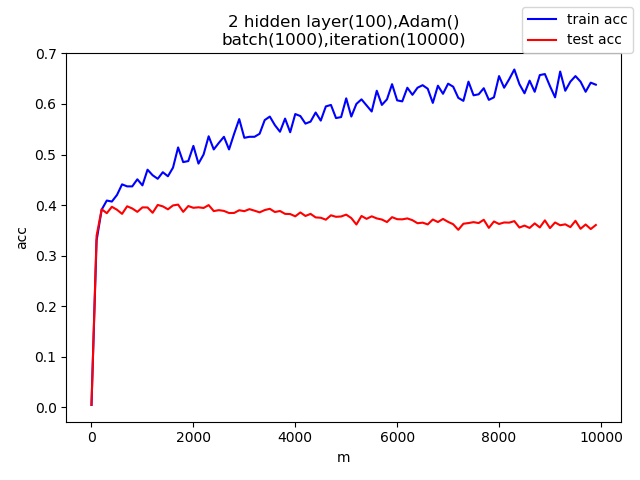 2 hidden layer(100),Adam()
batch(1000),iteration(10000)
train acc
test acc
0.7
0.6
0.5
0.4
0.3
0.2
0.1
0.0
acc
0 2000 4000 6000 8000 10000
m